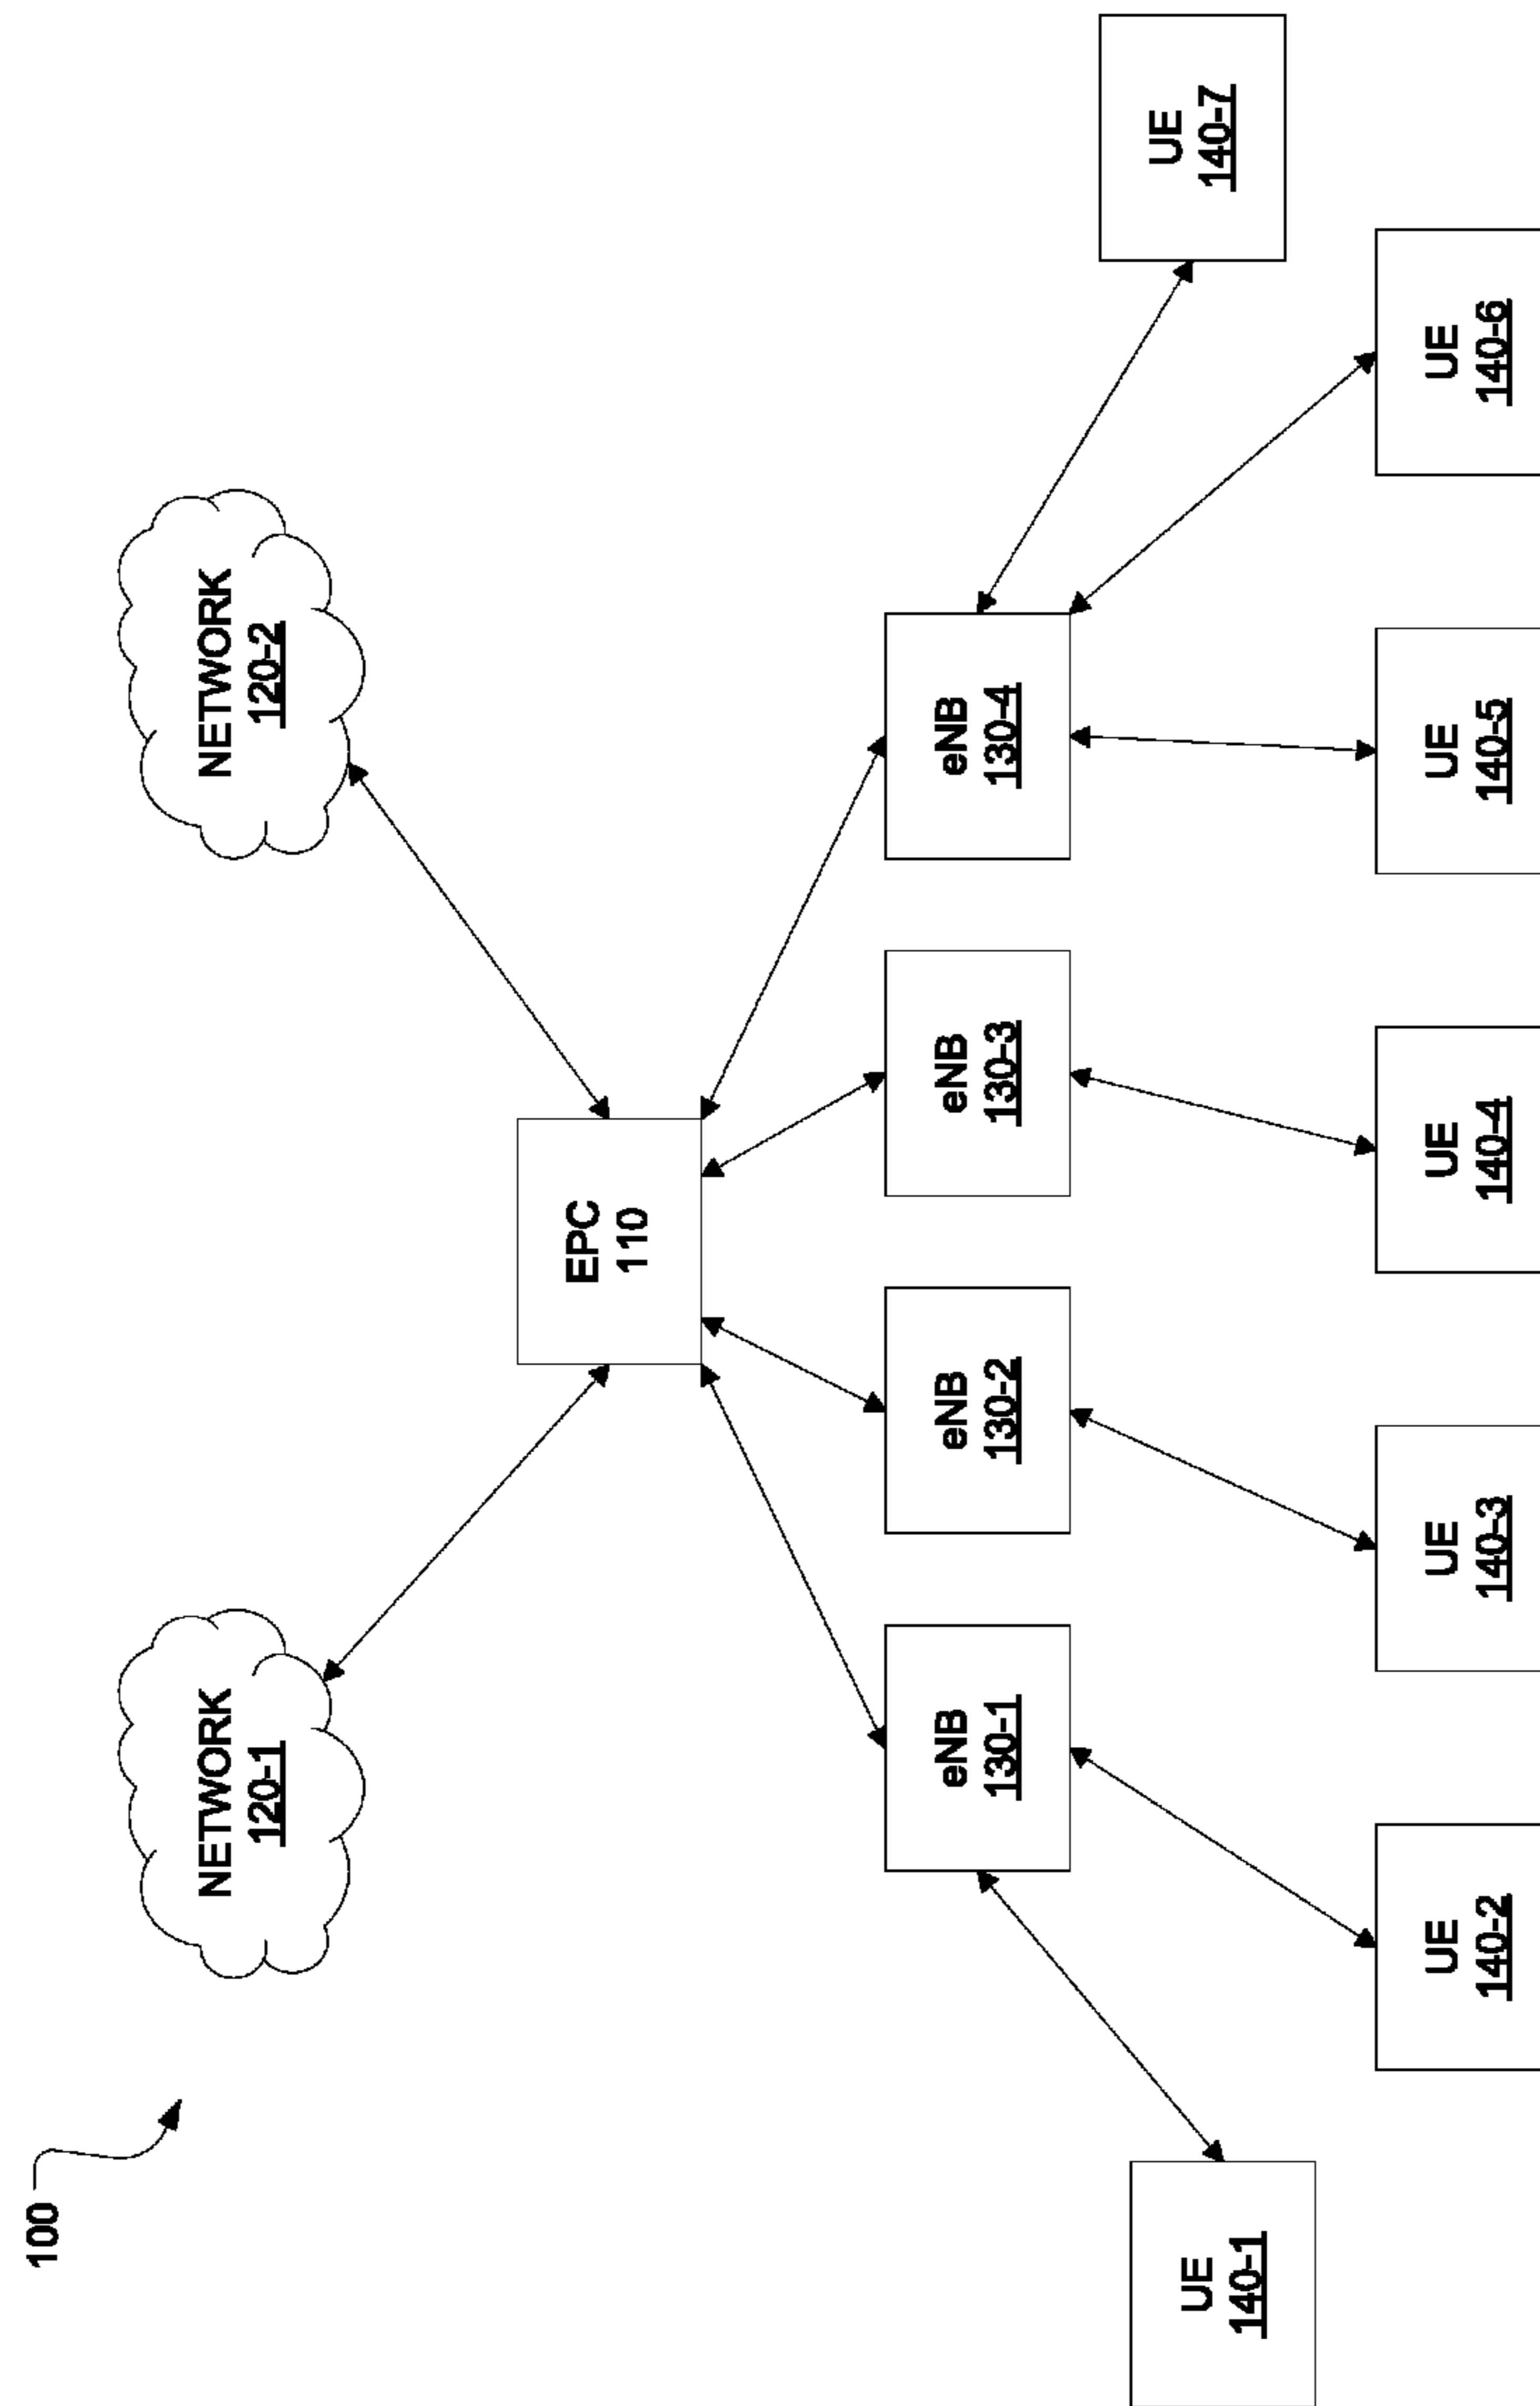 100
NETWORK
120-1
NETWORK
120-2
EPC
110
eNB
130-1
eNB
130-2
eNB
130-3
eNB
130-4
UE
140-1
UE
140-2
UE
140-3
UE
140-4
UE
140-5
UE
140-6
UE
140-7